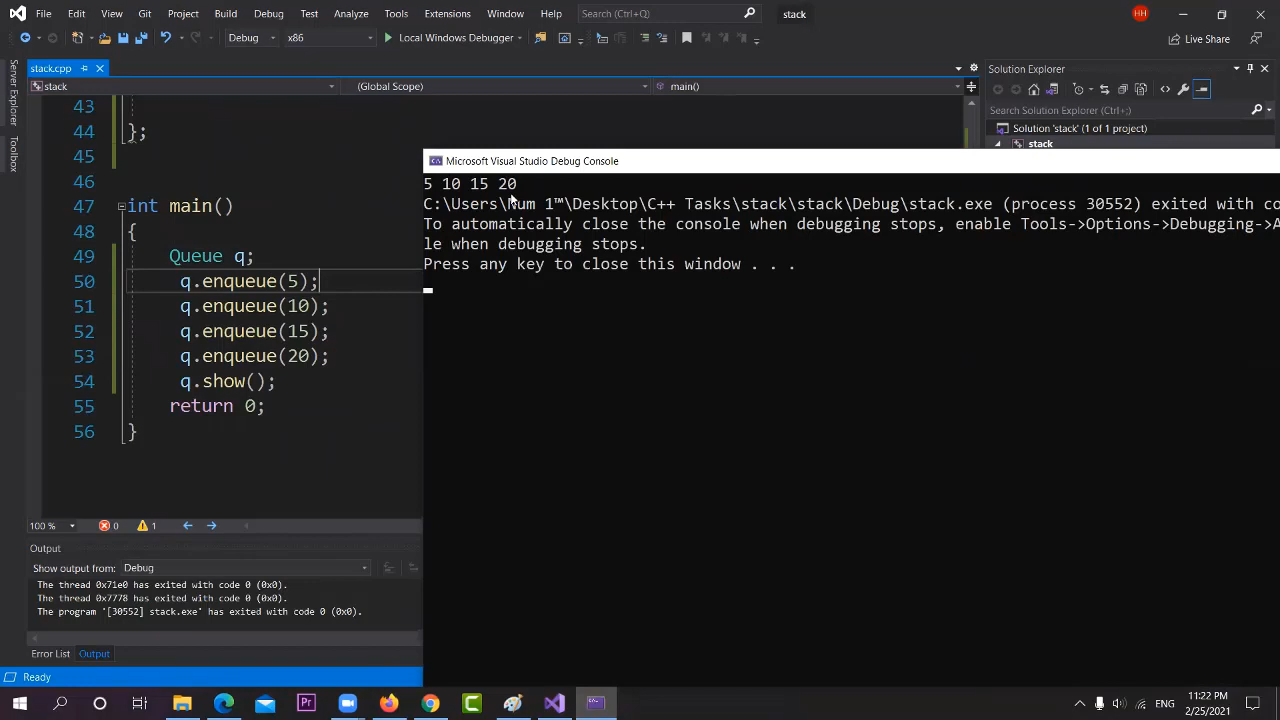 File Edit View Git Project Build Debug Test Analyze Tools Extensions Window Help Search (Ctrl+Q) stack HH
Debug x86 Local Windows Debugger Live Share
stack.cpp
stack (Global Scope) main()
Server Explorer
Toolbox
Solution Explorer
Search Solution Explorer (Ctrl+;)
Solution 'stack' (1 of 1 project)
stack
43
44 };
45
46
47 int main()
48 {
49 Queue q;
50 q.enqueue(5);
51 q.enqueue(10);
52 q.enqueue(15);
53 q.enqueue(20);
54 q.show();
55 return 0;
56 }
Microsoft Visual Studio Debug Console
5 10 15 20
C:\Users\Num 1™\Desktop\C++ Tasks\stack\stack\Debug\stack.exe (process 30552) exited with co
To automatically close the console when debugging stops, enable Tools->Options->Debugging->A
le when debugging stops.
Press any key to close this window . . .
100 % 0 1
Output
Show output from: Debug
The thread 0x71e0 has exited with code 0 (0x0).
The thread 0x7778 has exited with code 0 (0x0).
The program '[30552] stack.exe' has exited with code 0 (0x0).
Error List Output
Ready
Pr C ENG 11:22 PM
2/25/2021